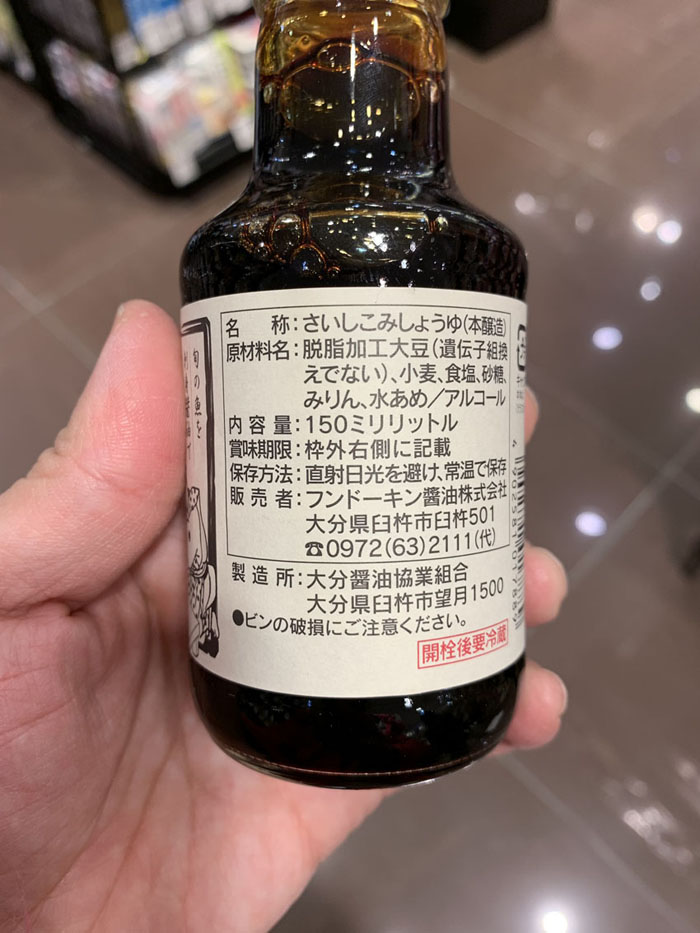 名称:さいしこみしょうゆ(本醸造)
原材料名:脱脂加工大豆(遺伝子組換
えでない)、小麦、食塩、砂糖、
みりん、水あめ/アルコール
内容量:150ミリリットル
賞味期限:枠外右側に記載
保存方法:直射日光を避け、常温で保存
販売者:フンドーキン醬油株式会社
大分県臼杵市臼杵501
☎0972(63)2111(代)
製造所:大分醬油協業組合
大分県臼杵市望月1500
●ビンの破損にご注意ください。
開栓後要冷蔵
旬の魚を